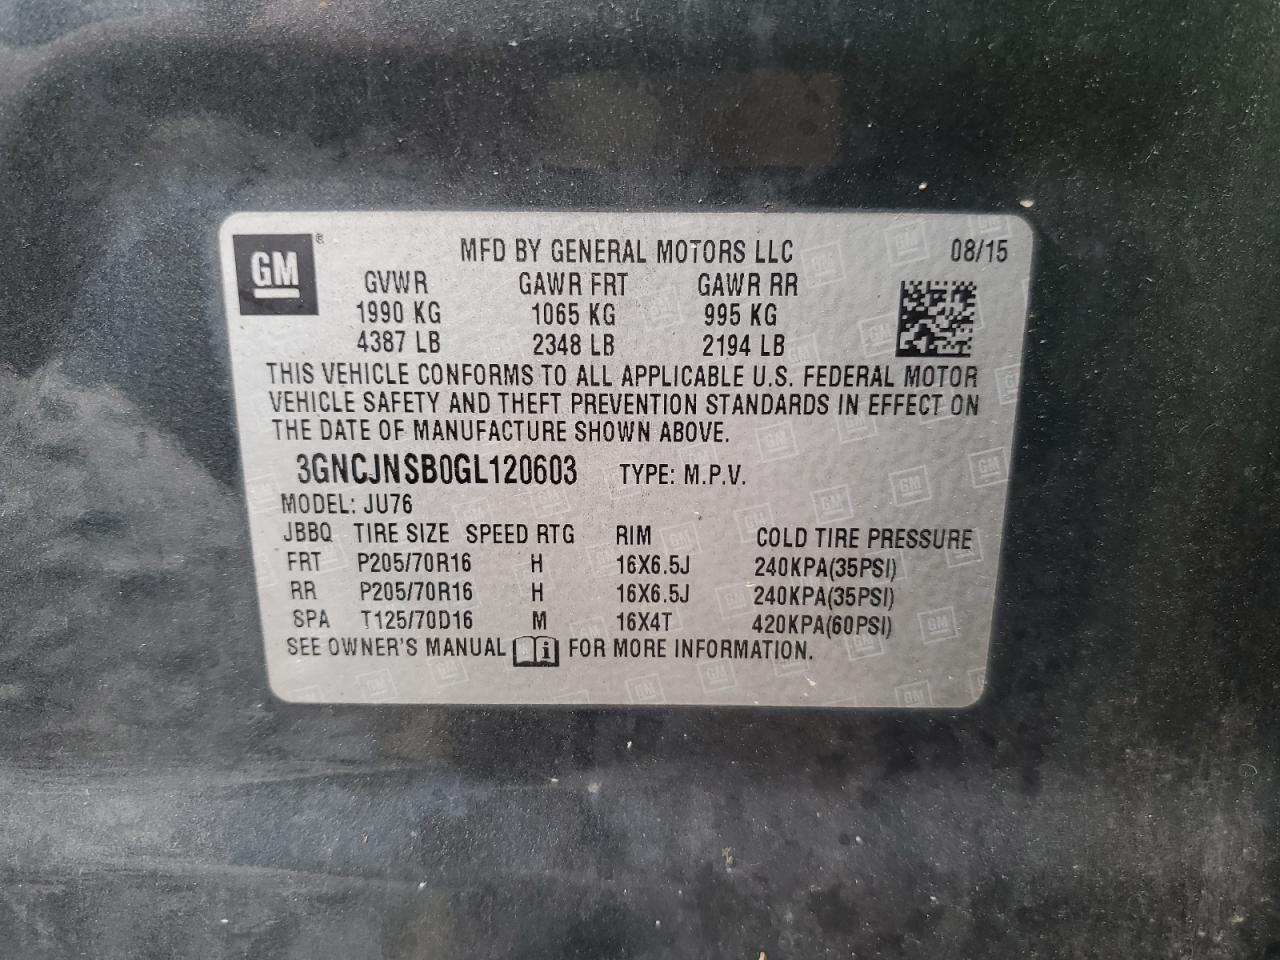 GM ®
MFD BY GENERAL MOTORS LLC 08/15
GVWR GAWR FRT GAWR RR
1990 KG 1065 KG 995 KG
4387 LB 2348 LB 2194 LB
THIS VEHICLE CONFORMS TO ALL APPLICABLE U.S. FEDERAL MOTOR
VEHICLE SAFETY AND THEFT PREVENTION STANDARDS IN EFFECT ON
THE DATE OF MANUFACTURE SHOWN ABOVE.
3GNCJNSB0GL120603 TYPE: M.P.V.
MODEL: JU76
JBBQ TIRE SIZE SPEED RTG RIM COLD TIRE PRESSURE
FRT P205/70R16 H 16X6.5J 240KPA(35PSI)
RR P205/70R16 H 16X6.5J 240KPA(35PSI)
SPA T125/70D16 M 16X4T 420KPA(60PSI)
SEE OWNER'S MANUAL i FOR MORE INFORMATION.